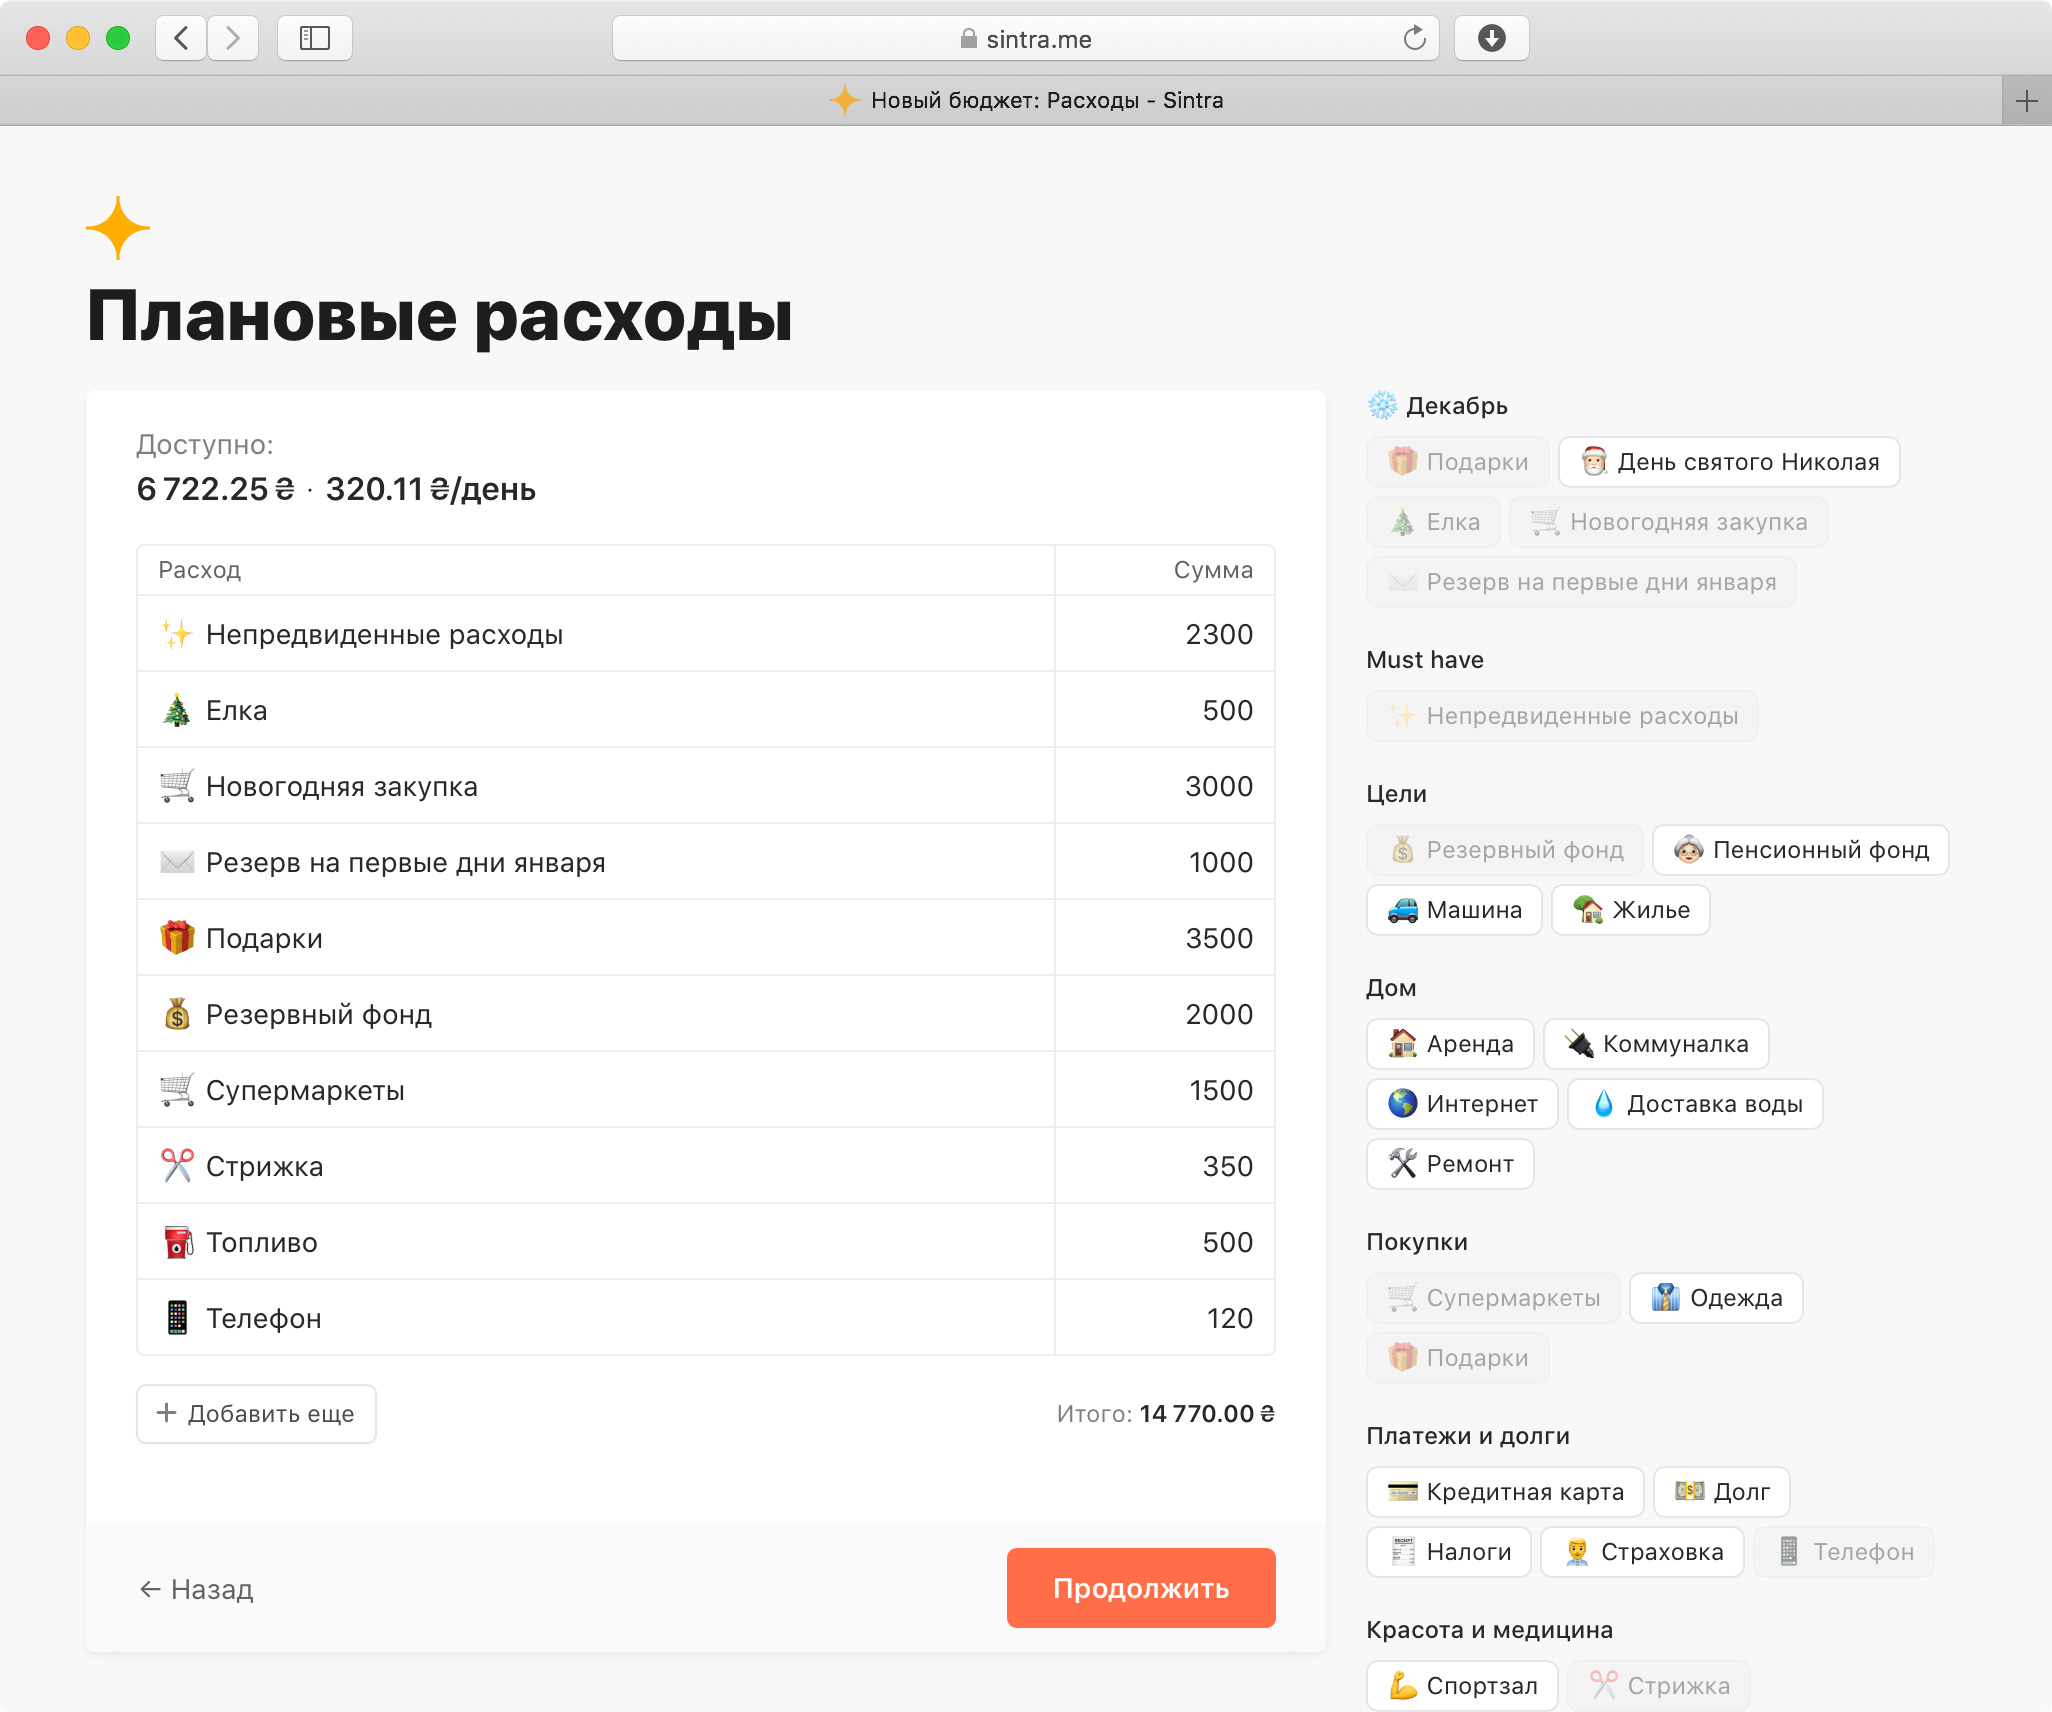 sintra.me
Новый бюджет: Расходы - Sintra
Плановые расходы
Доступно:
6 722.25 ₴ · 320.11 ₴/день
Расход Сумма
Непредвиденные расходы 2300
Елка 500
Новогодняя закупка 3000
Резерв на первые дни января 1000
Подарки 3500
Резервный фонд 2000
Супермаркеты 1500
Стрижка 350
Топливо 500
Телефон 120
+ Добавить еще
Итого: 14 770.00 ₴
← Назад
Продолжить
Декабрь
Подарки День святого Николая
Елка Новогодняя закупка
Резерв на первые дни января
Must have
Непредвиденные расходы
Цели
Резервный фонд Пенсионный фонд
Машина Жилье
Дом
Аренда Коммуналка
Интернет Доставка воды
Ремонт
Покупки
Супермаркеты Одежда
Подарки
Платежи и долги
Кредитная карта Долг
Налоги Страховка Телефон
Красота и медицина
Спортзал Стрижка